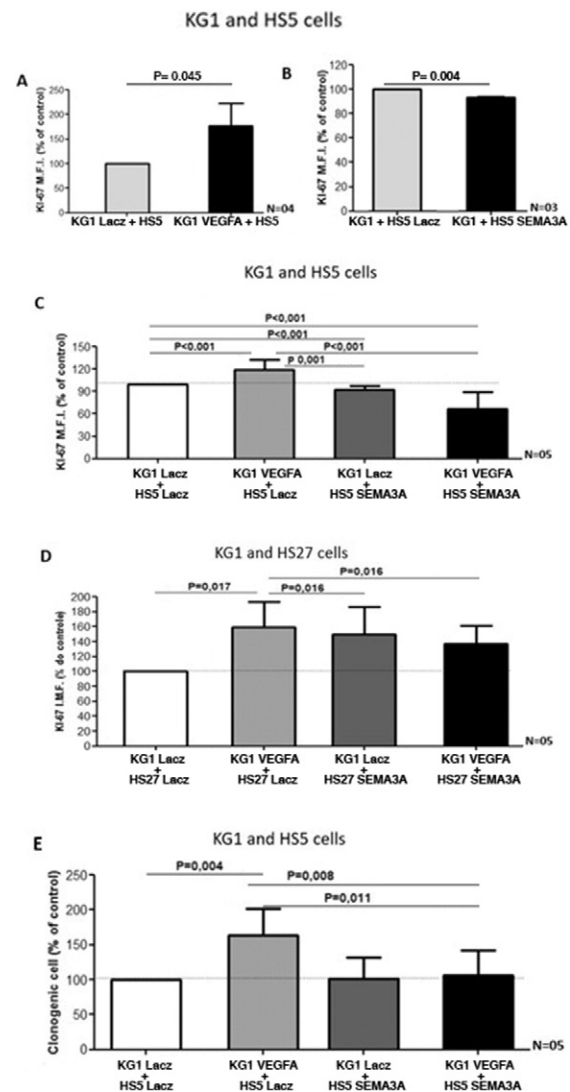 KG1 and HS5 cells
A
P= 0.045
KI-67 M.F.I. (% of control)
250
200
150
100
50
0
KG1 Lacz + HS5
KG1 VEGFA + HS5
N=04
B
P= 0.004
KI-67 M.F.I. (% of control)
120
100
80
60
40
20
0
KG1 + HS5 Lacz
KG1 + HS5 SEMA3A
N=03
KG1 and HS5 cells
C
P<0,001
P<0.001
P<0.001
P<0,001
p 0,001
KI-67 M.F.I. (% of control)
150
120
90
60
30
0
KG1 Lacz
+
HS5 Lacz
KG1 VEGFA
+
HS5 Lacz
KG1 Lacz
+
HS5 SEMA3A
KG1 VEGFA
+
HS5 SEMA3A
N=05
KG1 and HS27 cells
D
P=0,016
P=0,017
P=0,016
KI-67 I.M.F. (% do controle)
200
180
160
140
120
100
80
60
40
20
0
KG1 Lacz
+
HS27 Lacz
KG1 VEGFA
+
HS27 Lacz
KG1 Lacz
+
HS27 SEMA3A
KG1 VEGFA
+
HS27 SEMA3A
N=05
KG1 and HS5 cells
E
P=0,004
P=0,008
P=0,011
Clonogenic cell (% of control)
250
200
150
100
50
0
KG1 Lacz
+
HS5 Lacz
KG1 VEGFA
+
HS5 Lacz
KG1 Lacz
+
HS5 SEMA3A
KG1 VEGFA
+
HS5 SEMA3A
N=05